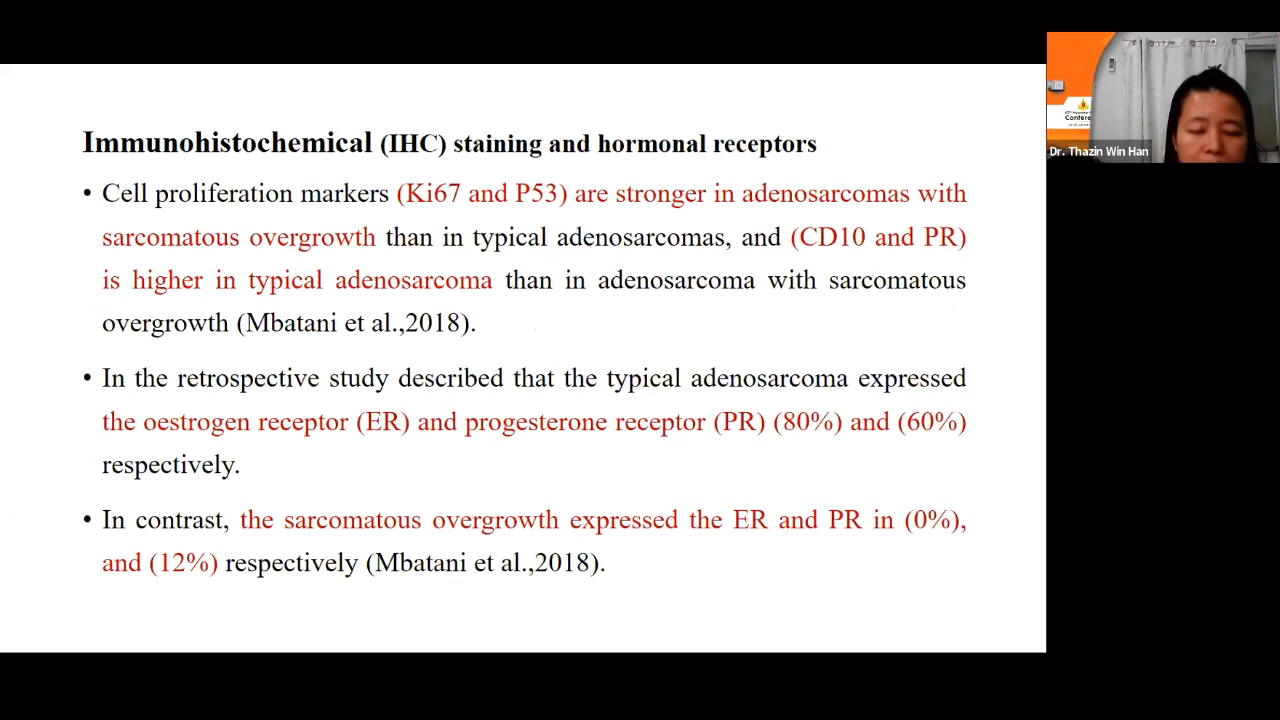 Immunohistochemical (IHC) staining and hormonal receptors
• Cell proliferation markers (Ki67 and P53) are stronger in adenosarcomas with
sarcomatous overgrowth than in typical adenosarcomas, and (CD10 and PR)
is higher in typical adenosarcoma than in adenosarcoma with sarcomatous
overgrowth (Mbatani et al.,2018).
• In the retrospective study described that the typical adenosarcoma expressed
the oestrogen receptor (ER) and progesterone receptor (PR) (80%) and (60%)
respectively.
• In contrast, the sarcomatous overgrowth expressed the ER and PR in (0%),
and (12%) respectively (Mbatani et al.,2018).
Dr. Thazin Win Han